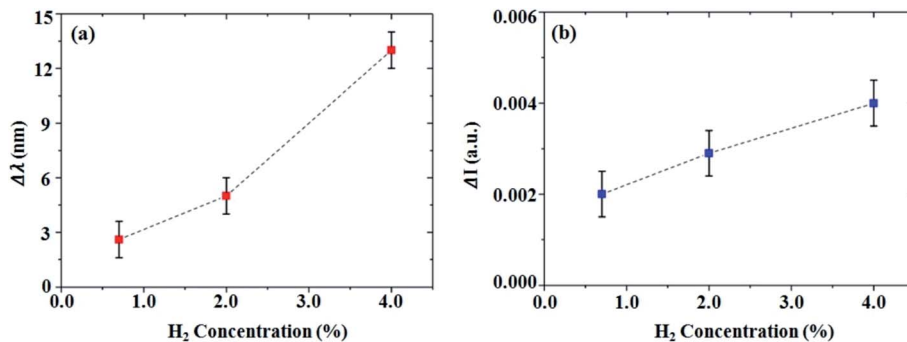 (a)
15
12
9
6
3
0
Δλ (nm)
0.0 1.0 2.0 3.0 4.0
H₂ Concentration (%)
(b)
0.006
0.004
0.002
0.000
ΔI (a.u.)
0.0 1.0 2.0 3.0 4.0
H₂ Concentration (%)